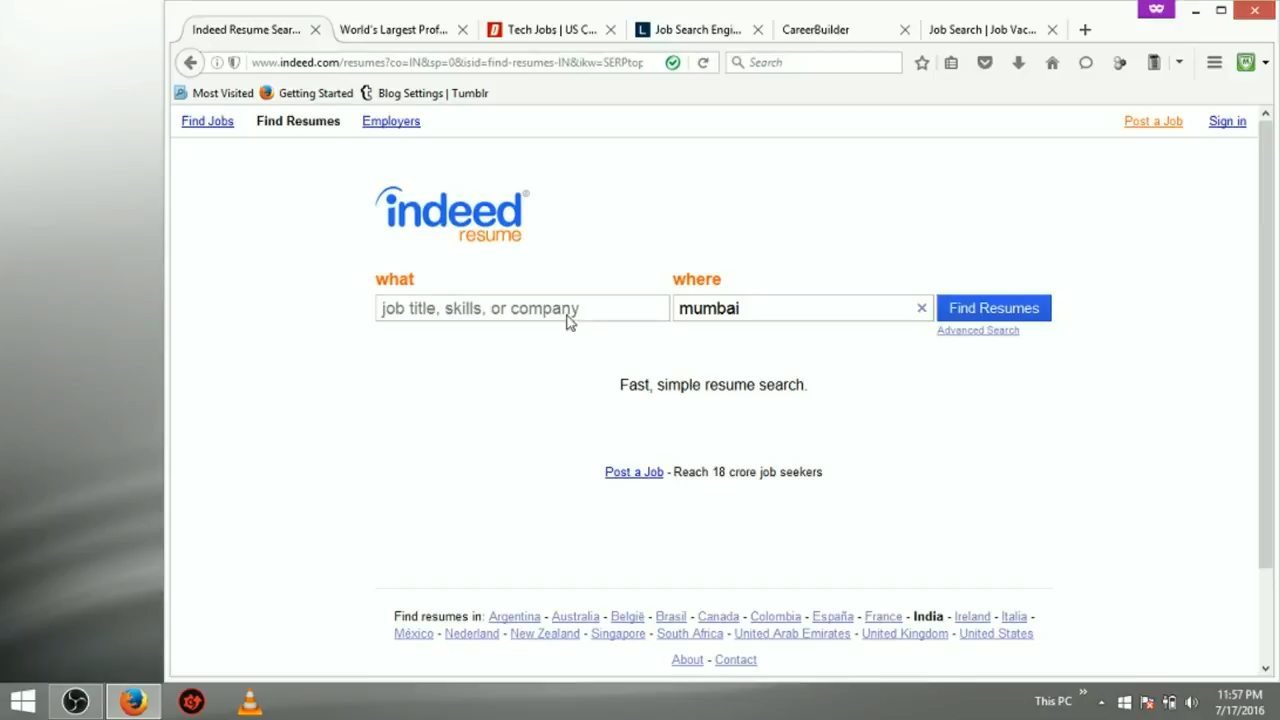 Indeed Resume Sear...
World's Largest Prof...
Tech Jobs | US C...
Job Search Engi...
CareerBuilder
Job Search | Job Vac...
www.indeed.com/resumes?co=IN&sp=0&isid=find-resumes-IN&ikw=SERPtop
Search
Most Visited
Getting Started
Blog Settings | Tumblr
Find Jobs
Find Resumes
Employers
Post a Job
Sign in
indeed®
resume
what
where
job title, skills, or company
mumbai
Find Resumes
Advanced Search
Fast, simple resume search.
Post a Job - Reach 18 crore job seekers
Find resumes in: Argentina - Australia - België - Brasil - Canada - Colombia - España - France - India - Ireland - Italia -
México - Nederland - New Zealand - Singapore - South Africa - United Arab Emirates - United Kingdom - United States
About - Contact
This PC
11:57 PM
7/17/2016